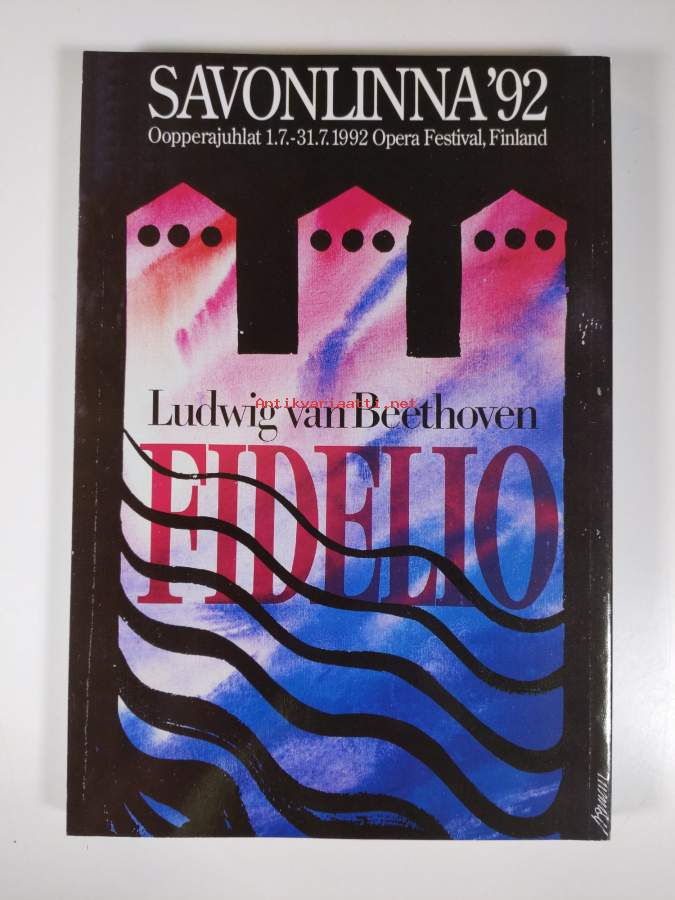 SAVONLINNA '92
Oopperajuhlat 1.7.-31.7.1992 Opera Festival, Finland
Ludwig van Beethoven
Antikvariaatti.net
FIDELIO